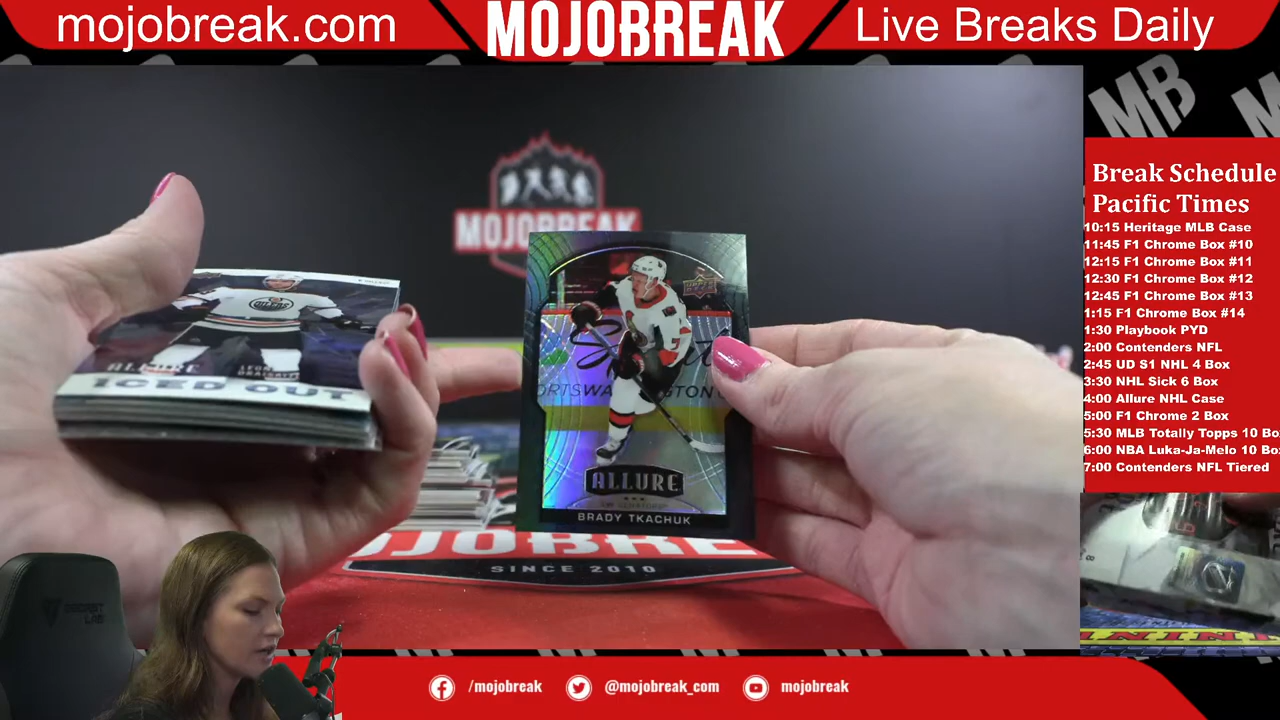 mojobreak.com
MOJOBREAK
Live Breaks Daily
MB
Break Schedule
Pacific Times
10:15 Heritage MLB Case
11:45 F1 Chrome Box #10
12:15 F1 Chrome Box #11
12:30 F1 Chrome Box #12
12:45 F1 Chrome Box #13
1:15 F1 Chrome Box #14
1:30 Playbook PYD
2:00 Contenders NFL
2:45 UD S1 NHL 4 Box
3:30 NHL Sick 6 Box
4:00 Allure NHL Case
5:00 F1 Chrome 2 Box
5:30 MLB Totally Topps 10 Bo
6:00 NBA Luka-Ja-Melo 10 Bo
7:00 Contenders NFL Tiered
MOJOBREAK
OILERS
ALLURE
ICED OUT
ALLURE
BRADY TKACHUK
OJOBRE
SINCE 2010
/mojobreak
@mojobreak_com
mojobreak